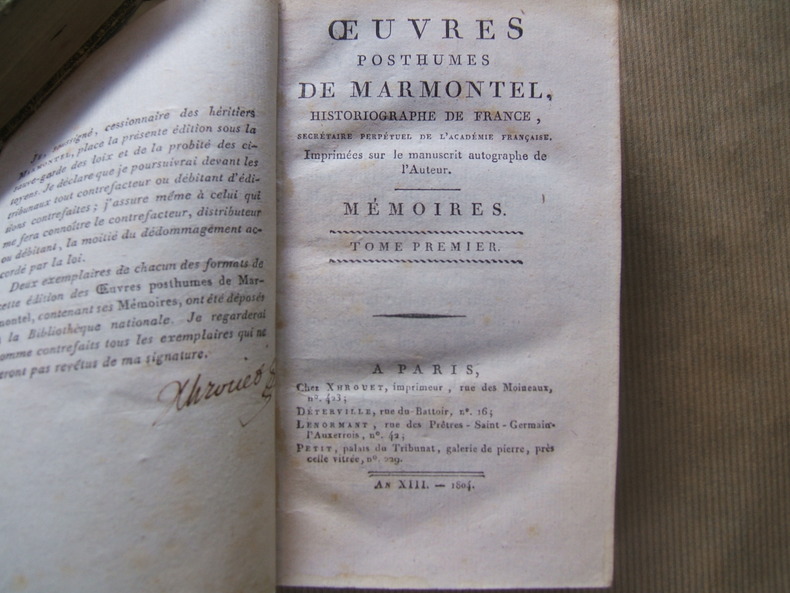 Je, soussigné, cessionnaire des héritiers
MARMONTEL, place la présente édition sous la
sauve-garde des loix et de la probité des ci-
toyens. Je déclare que je poursuivrai devant les
tribunaux tout contrefacteur ou débitant d'édi-
tions contrefaites; j'assure même à celui qui
me fera connoître le contrefacteur, distributeur
ou débitant, la moitié du dédommagement ac-
cordé par la loi.
Deux exemplaires de chacun des formats de
cette édition des Œuvres posthumes de Mar-
montel, contenant ses Mémoires, ont été déposés
à la Bibliothèque nationale. Je regarderai
comme contrefaits tous les exemplaires qui ne
seront pas revêtus de ma signature.
Xhrouet
ŒUVRES
POSTHUMES
DE MARMONTEL,
HISTORIOGRAPHE DE FRANCE,
SECRÉTAIRE PERPÉTUEL DE L'ACADÉMIE FRANÇAISE.
Imprimées sur le manuscrit autographe de
l'Auteur.
MÉMOIRES.
TOME PREMIER.
A PARIS,
Chez XHROUET, imprimeur, rue des Moineaux,
n°. 423;
DÉTERVILLE, rue du Battoir, n°. 16;
LENORMANT, rue des Prêtres-Saint-Germain-
l'Auxerrois, n°. 42;
PETIT, palais du Tribunat, galerie de pierre, près
celle vitrée, n°. 229.
AN XIII. — 1804.